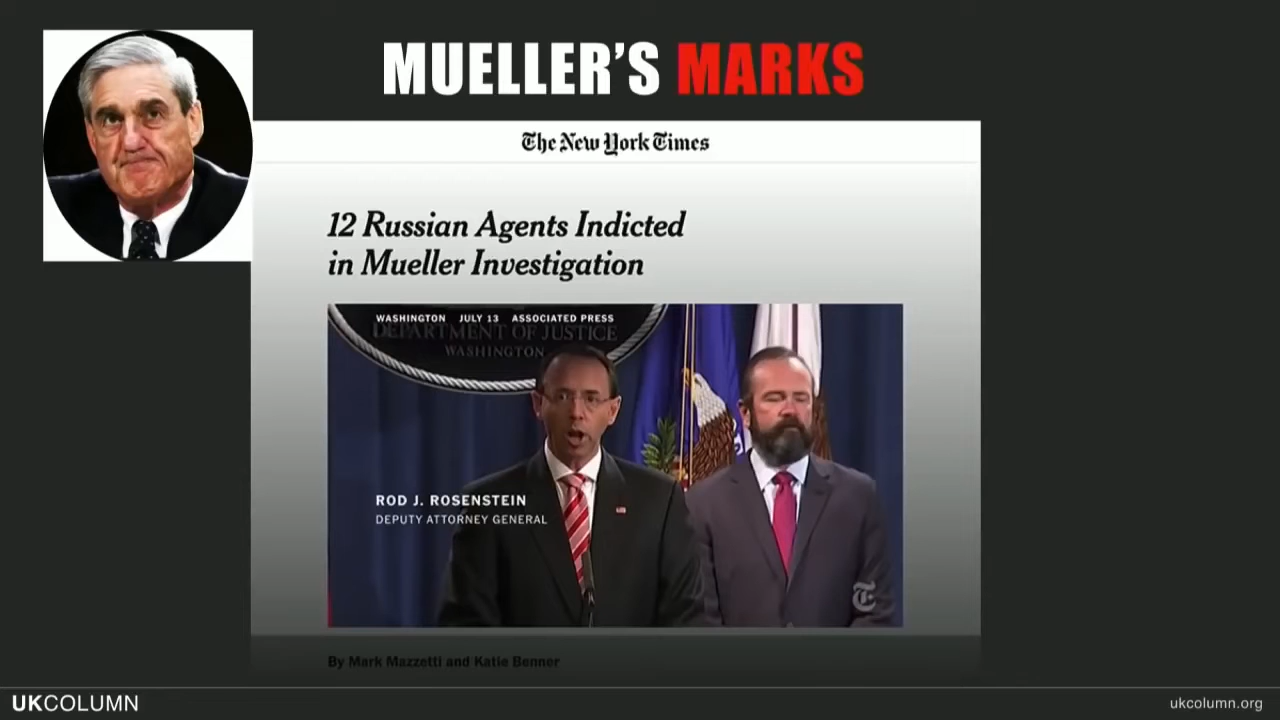 MUELLER'S MARKS
The New York Times
12 Russian Agents Indicted
in Mueller Investigation
WASHINGTON JULY 13 ASSOCIATED PRESS
DEPARTMENT OF JUSTICE
WASHINGTON
ROD J. ROSENSTEIN
DEPUTY ATTORNEY GENERAL
T
By Mark Mazzetti and Katie Benner
UKCOLUMN
ukcolumn.org